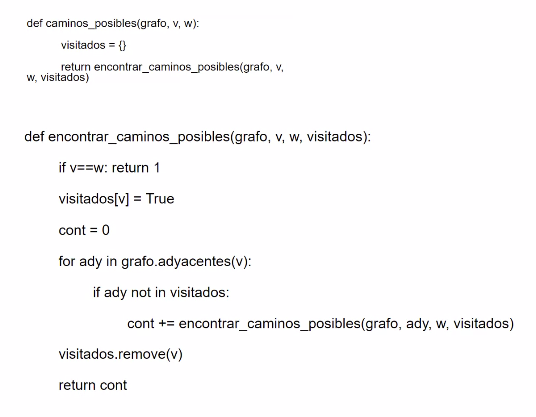 def caminos_posibles(grafo, v, w):
visitados = {}
return encontrar_caminos_posibles(grafo, v,
w, visitados)
def encontrar_caminos_posibles(grafo, v, w, visitados):
if v==w: return 1
visitados[v] = True
cont = 0
for ady in grafo.adyacentes(v):
if ady not in visitados:
cont += encontrar_caminos_posibles(grafo, ady, w, visitados)
visitados.remove(v)
return cont